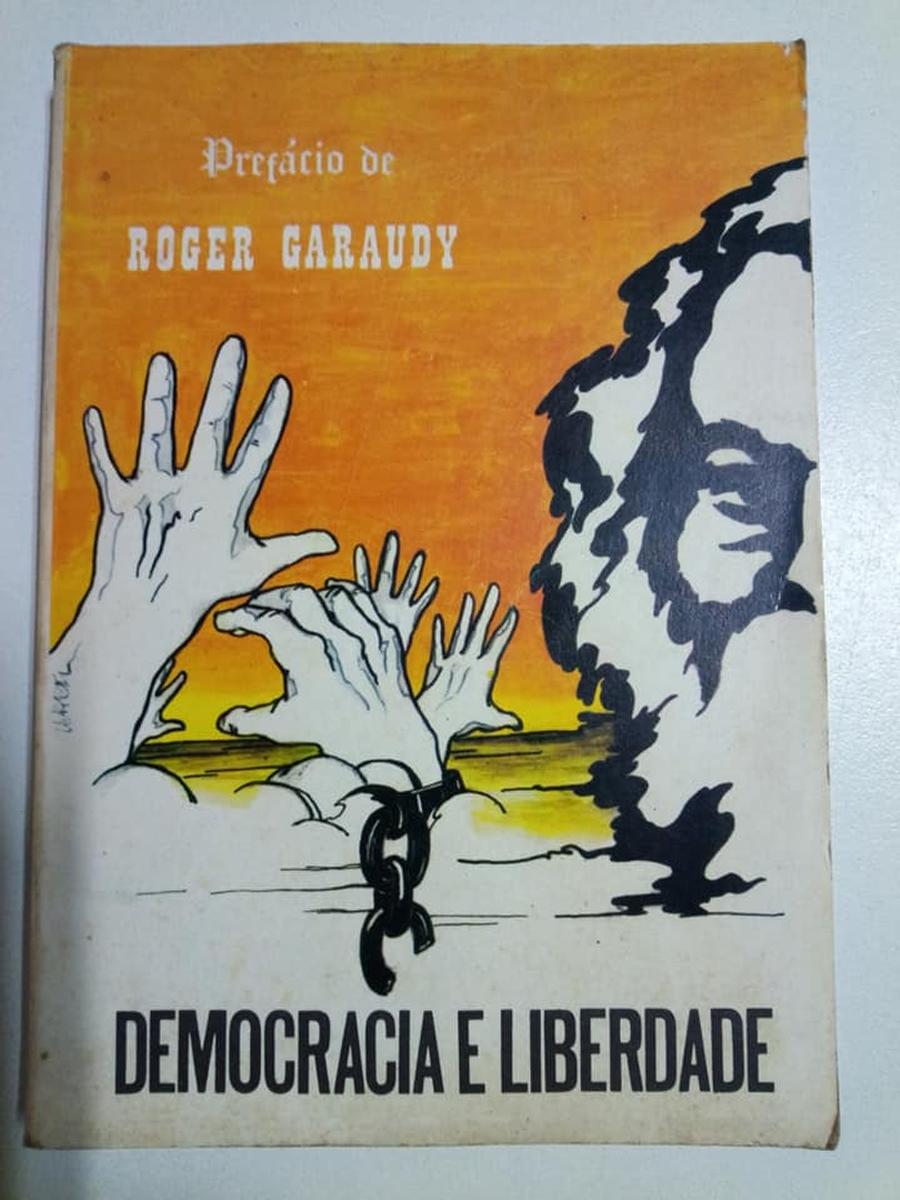 Prefácio de
ROGER GARAUDY
DEMOCRACIA E LIBERDADE